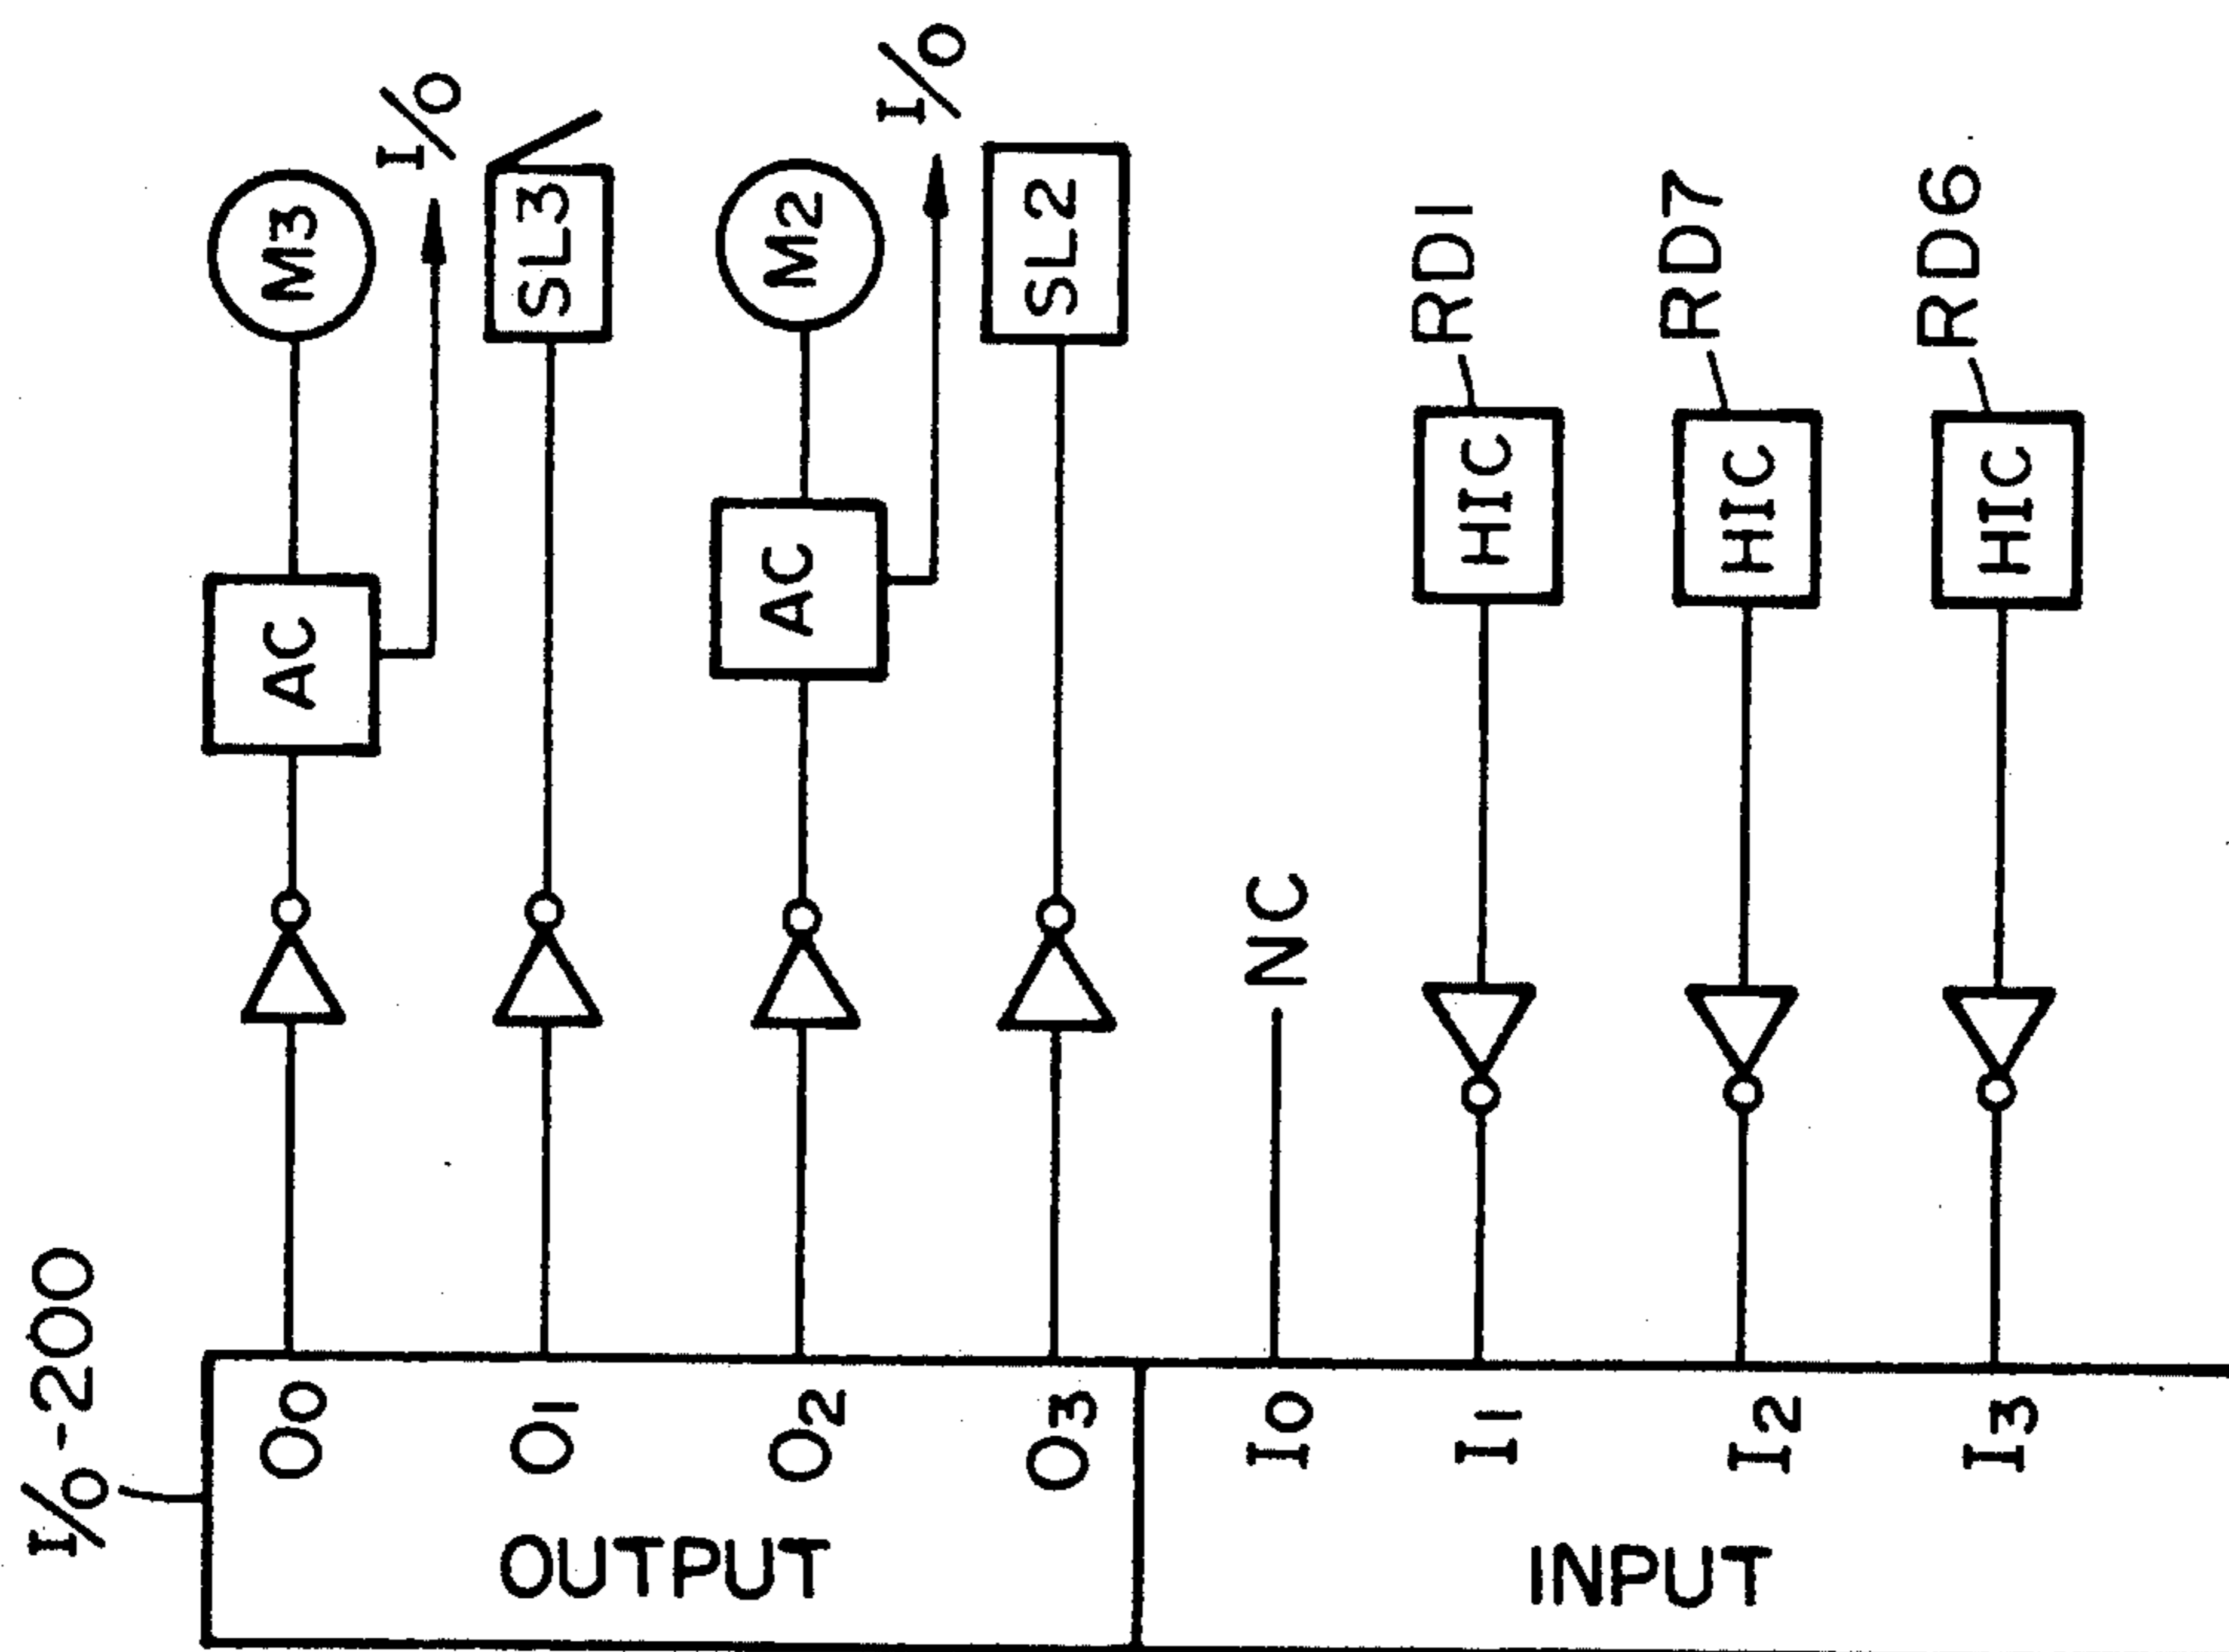 I/O-200
OUTPUT
O0
AC
M3
I/O
O1
SL3
O2
AC
M2
I/O
O3
SL2
INPUT
I0
NC
I1
HIC
RD1
I2
HIC
RD7
I3
HIC
RD6